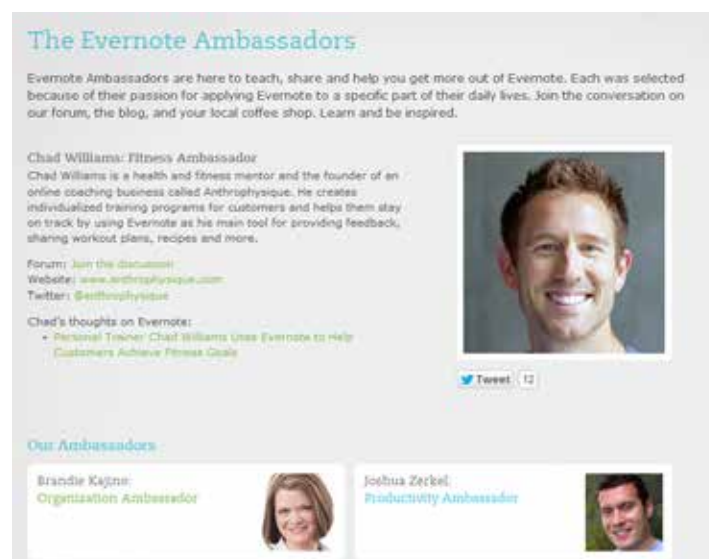 The Evernote Ambassadors
Evernote Ambassadors are here to teach, share and help you get more out of Evernote. Each was selected
because of their passion for applying Evernote to a specific part of their daily lives. Join the conversation on
our forum, the blog, and your local coffee shop. Learn and be inspired.
Chad Williams: Fitness Ambassador
Chad Williams is a health and fitness mentor and the founder of an
online coaching business called Anthrophysique. He creates
individualized training programs for customers and helps them stay
on track by using Evernote as his main tool for providing feedback,
sharing workout plans, recipes and more.
Forum: Join the discussion
Website: www.anthrophysique.com
Twitter: @anthrophysique
Chad's thoughts on Evernote:
• Personal Trainer Chad Williams Uses Evernote to Help
Customers Achieve Fitness Goals
Tweet 12
Our Ambassadors
Brandie Kajino:
Organization Ambassador
Joshua Zerkel:
Productivity Ambassador